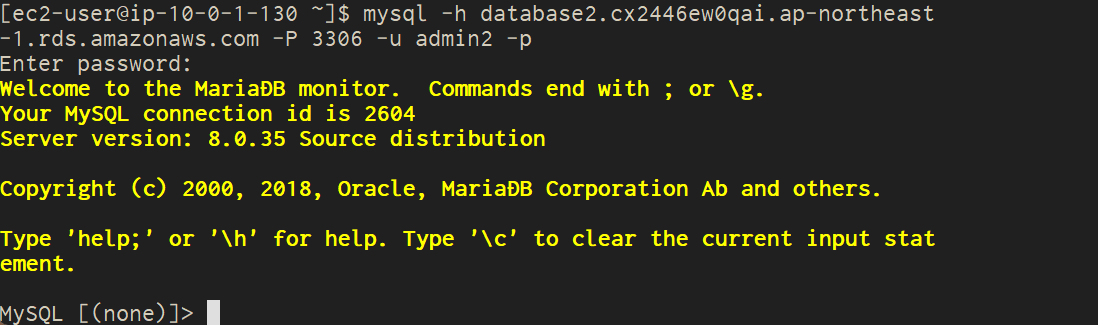 [ec2-user@ip-10-0-1-130 ~]$ mysql -h database2.cx2446ew0qai.ap-northeast
-1.rds.amazonaws.com -P 3306 -u admin2 -p
Enter password:
Welcome to the MariaDB monitor.  Commands end with ; or \g.
Your MySQL connection id is 2604
Server version: 8.0.35 Source distribution

Copyright (c) 2000, 2018, Oracle, MariaDB Corporation Ab and others.

Type 'help;' or '\h' for help. Type '\c' to clear the current input stat
ement.

MySQL [(none)]>